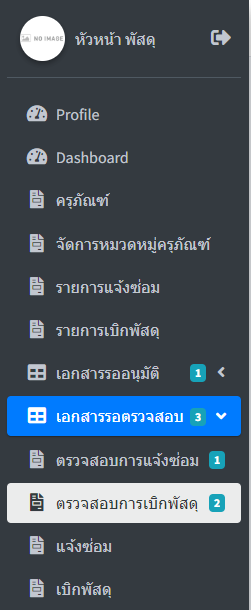 NO IMAGE
หัวหน้า พัสดุ
Profile
Dashboard
ครุภัณฑ์
จัดการหมวดหมู่ครุภัณฑ์
รายการแจ้งซ่อม
รายการเบิกพัสดุ
เอกสารรออนุมัติ 1
เอกสารรอตรวจสอบ 3
ตรวจสอบการแจ้งซ่อม 1
ตรวจสอบการเบิกพัสดุ 2
แจ้งซ่อม
เบิกพัสดุ